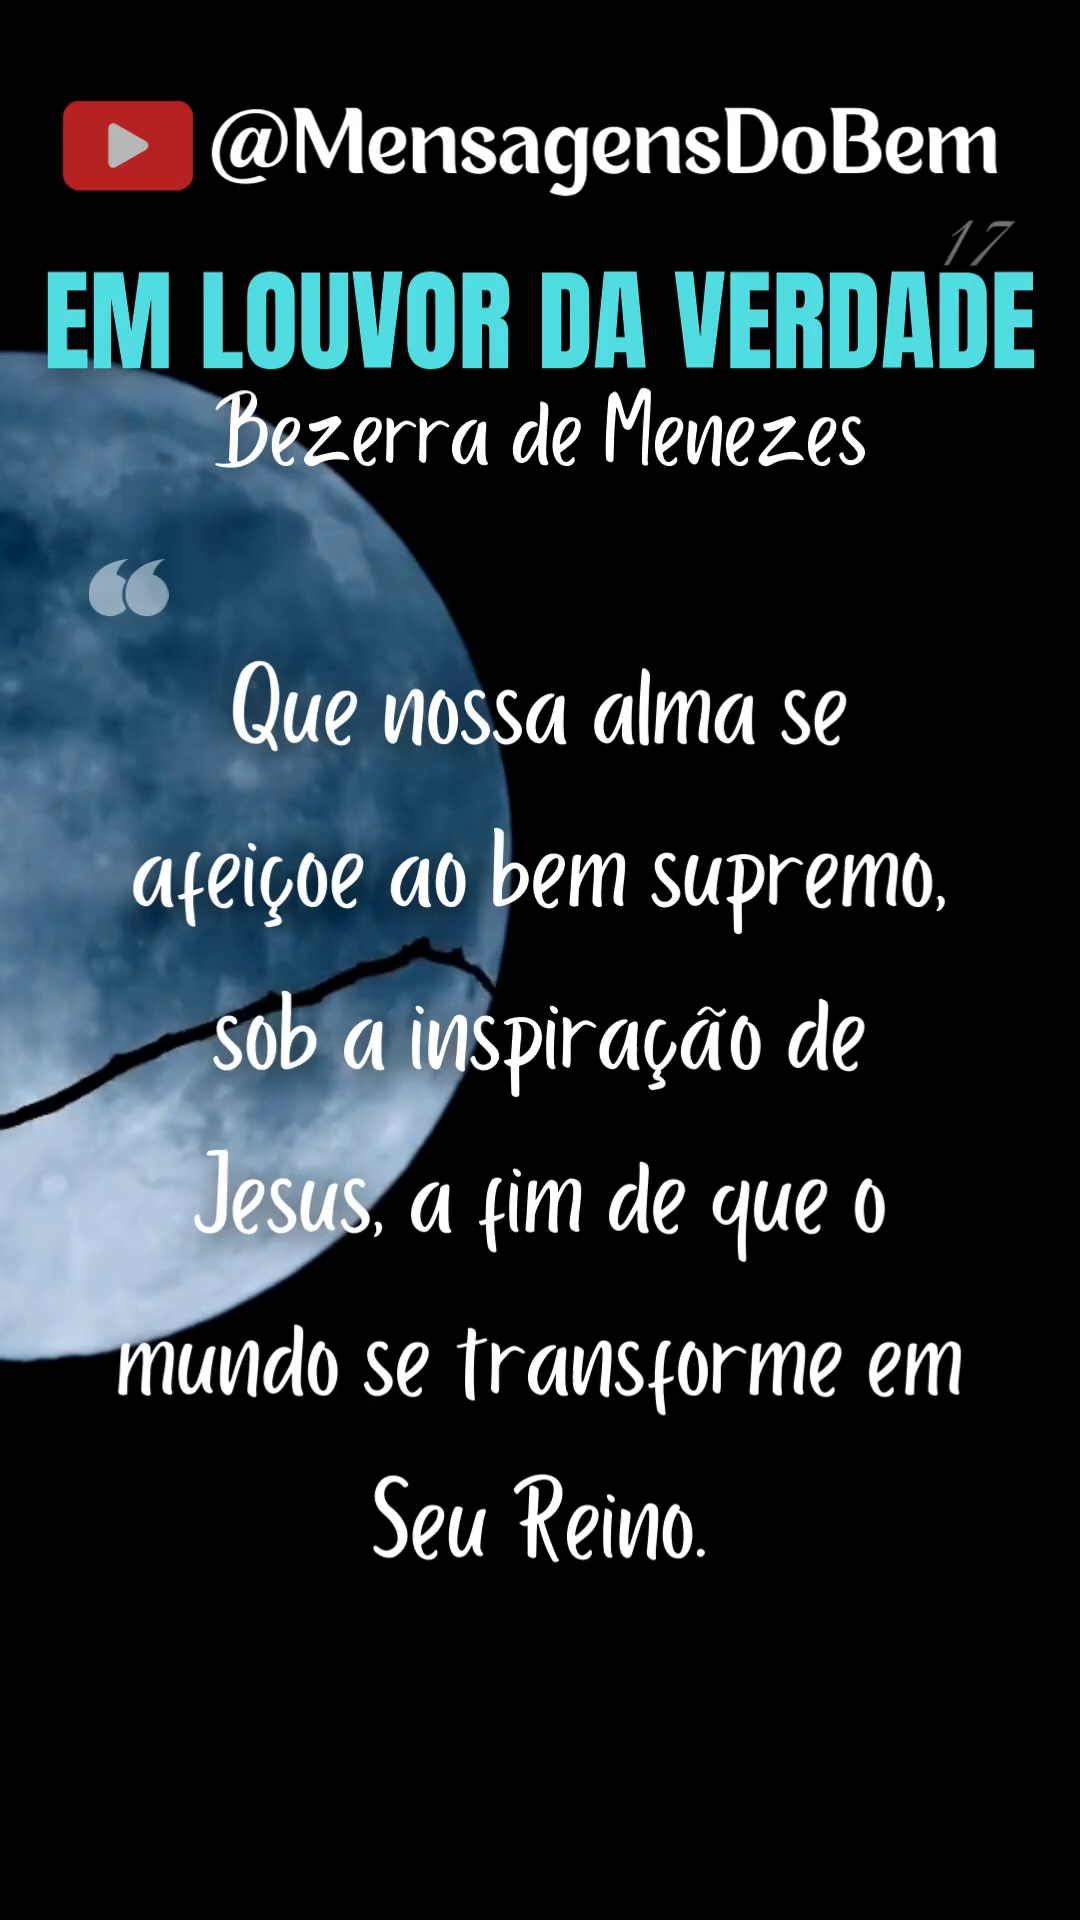 @MensagensDoBem
17
EM LOUVOR DA VERDADE
Bezerra de Menezes
“
Que nossa alma se
afeiçoe ao bem supremo,
sob a inspiração de
Jesus, a fim de que o
mundo se transforme em
Seu Reino.